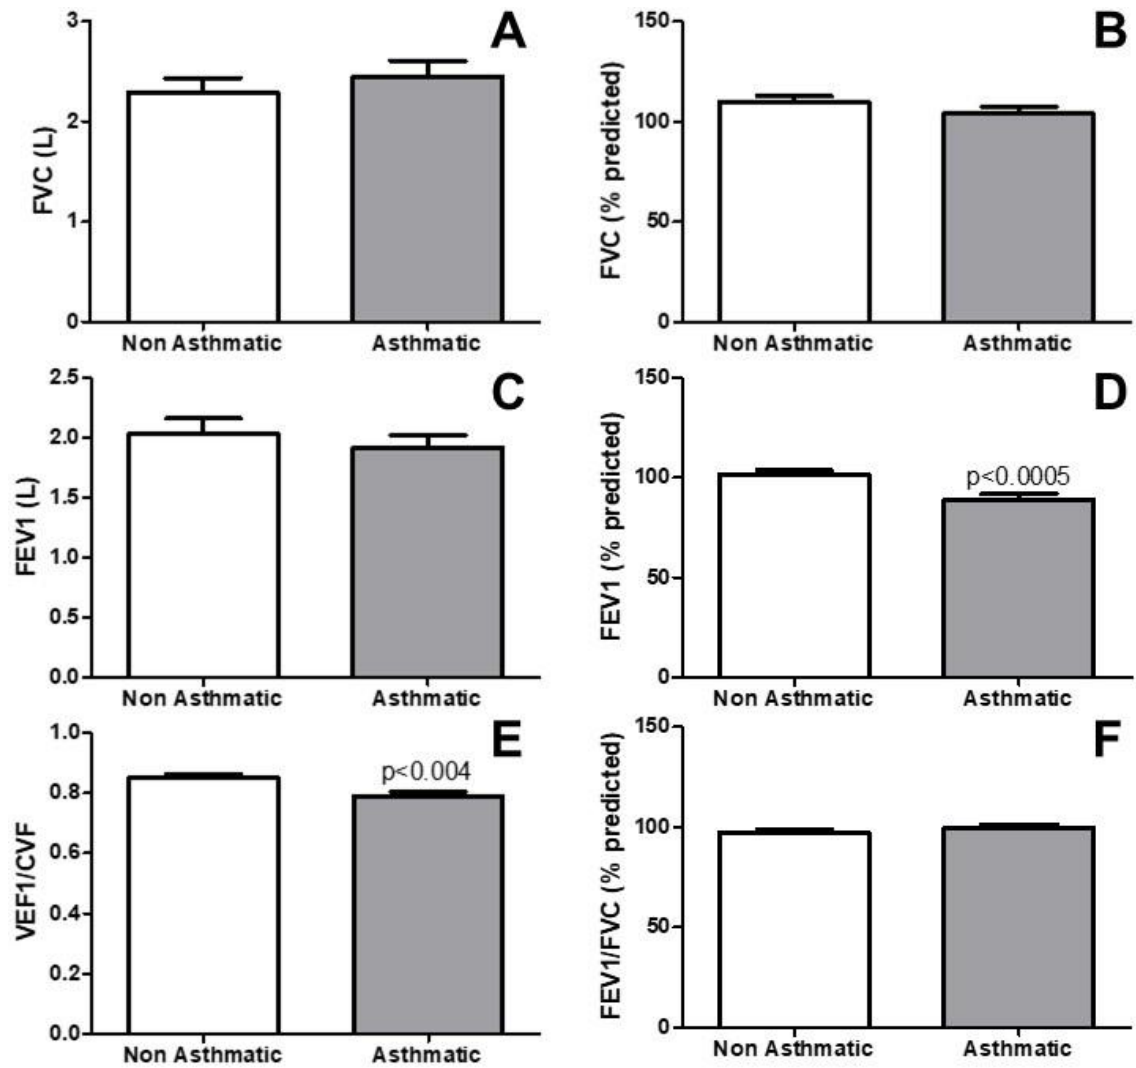 A
FVC (L)
3
2
1
0
Non Asthmatic Asthmatic
B
FVC (% predicted)
150
100
50
0
Non Asthmatic Asthmatic
C
FEV1 (L)
2.5
2.0
1.5
1.0
0.5
0.0
Non Asthmatic Asthmatic
D
FEV1 (% predicted)
150
100
50
0
p<0.0005
Non Asthmatic Asthmatic
E
VEF1/CVF
1.0
0.8
0.6
0.4
0.2
0.0
p<0.004
Non Asthmatic Asthmatic
F
FEV1/FVC (% predicted)
150
100
50
0
Non Asthmatic Asthmatic